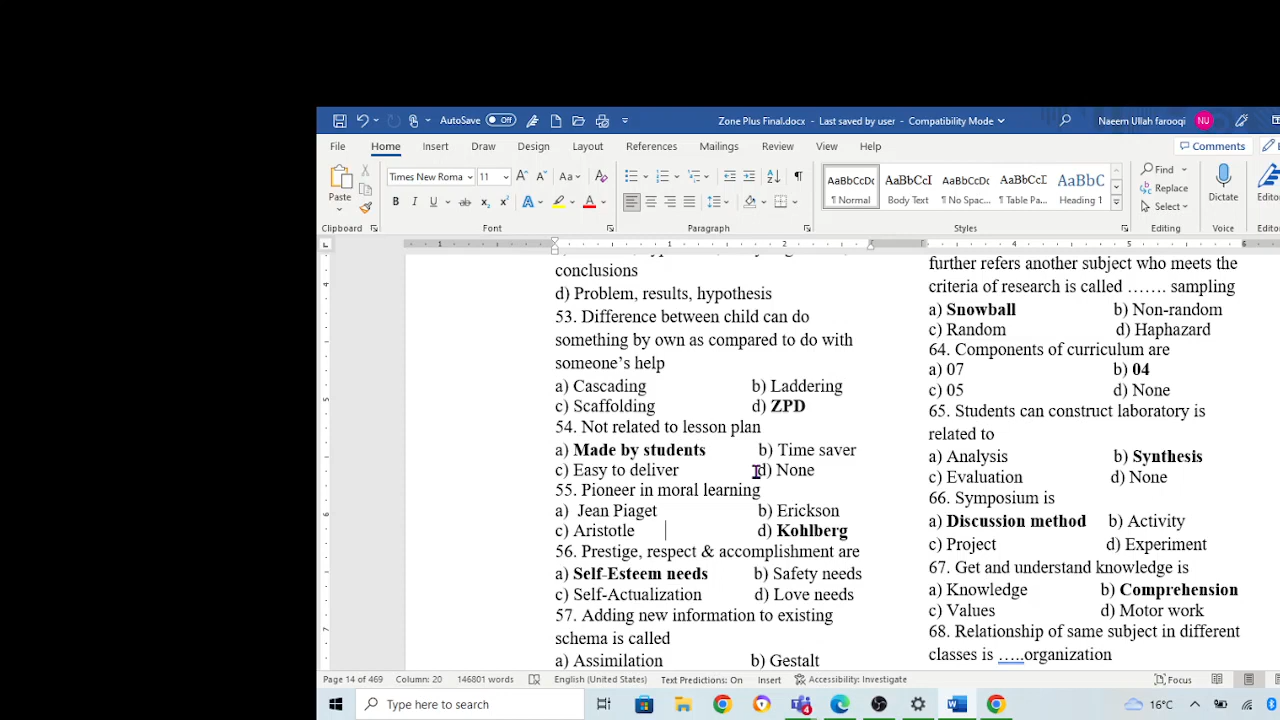 AutoSave Off
Zone Plus Final.docx - Last saved by user - Compatibility Mode
Naeem Ullah farooqi NU
File Home Insert Draw Design Layout References Mailings Review View Help Comments
Times New Roma 11 Aa
AaBbCcDc AaBbCcI AaBbCcDc AaBbCcDc AaBbC
Find
Replace
Select
Paste
B I U ab x₂ x² A A
¶ Normal Body Text ¶ No Spac... ¶ Table Pa... Heading 1
Dictate
Clipboard Font Paragraph Styles Editing Voice
1 1 2 4 5 6
conclusions
d) Problem, results, hypothesis
53. Difference between child can do
something by own as compared to do with
someone's help
a) Cascading b) Laddering
c) Scaffolding d) ZPD
54. Not related to lesson plan
a) Made by students b) Time saver
c) Easy to deliver d) None
55. Pioneer in moral learning
a) Jean Piaget b) Erickson
c) Aristotle d) Kohlberg
56. Prestige, respect & accomplishment are
a) Self-Esteem needs b) Safety needs
c) Self-Actualization d) Love needs
57. Adding new information to existing
schema is called
a) Assimilation b) Gestalt
further refers another subject who meets the
criteria of research is called ……. sampling
a) Snowball b) Non-random
c) Random d) Haphazard
64. Components of curriculum are
a) 07 b) 04
c) 05 d) None
65. Students can construct laboratory is
related to
a) Analysis b) Synthesis
c) Evaluation d) None
66. Symposium is
a) Discussion method b) Activity
c) Project d) Experiment
67. Get and understand knowledge is
a) Knowledge b) Comprehension
c) Values d) Motor work
68. Relationship of same subject in different
classes is …..organization
Page 14 of 469 Column: 20 146801 words English (United States) Text Predictions: On Insert Accessibility: Investigate Focus
Type here to search
16°C